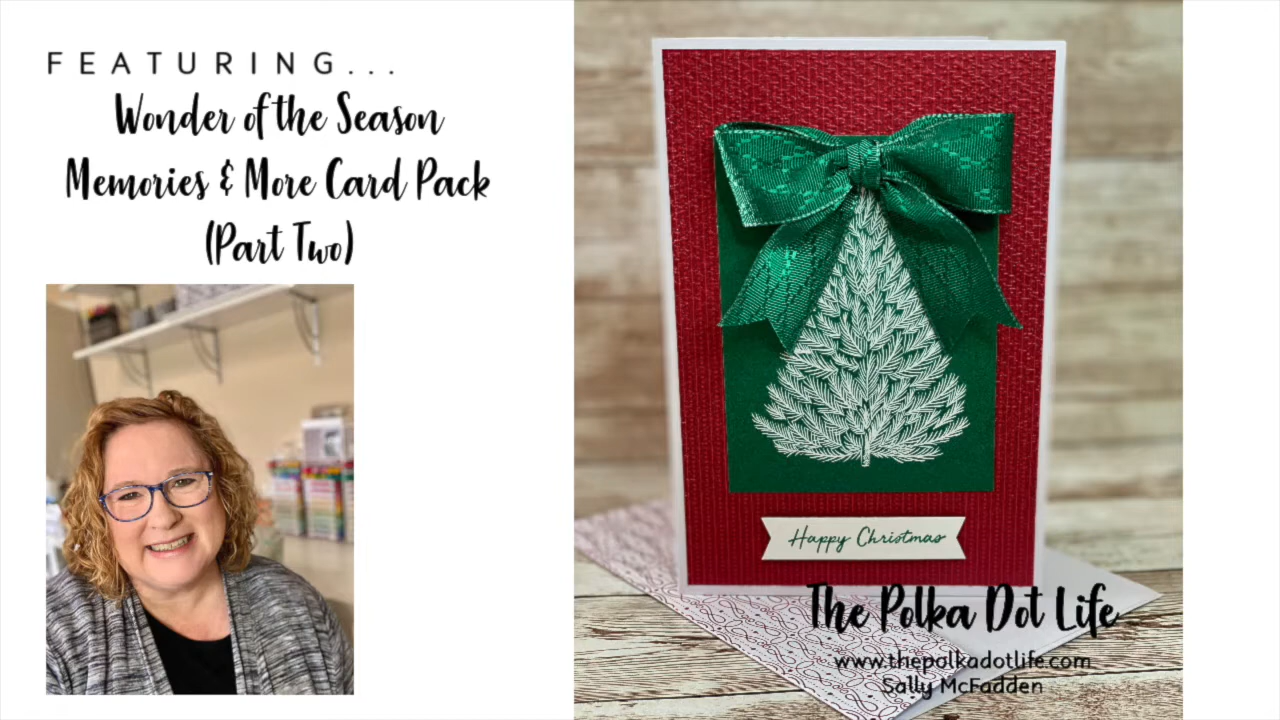 FEATURING...
Wonder of the Season
Memories & More Card Pack
(Part Two)
Happy Christmas
The Polka Dot Life
www.thepolkadotlife.com
Sally McFadden